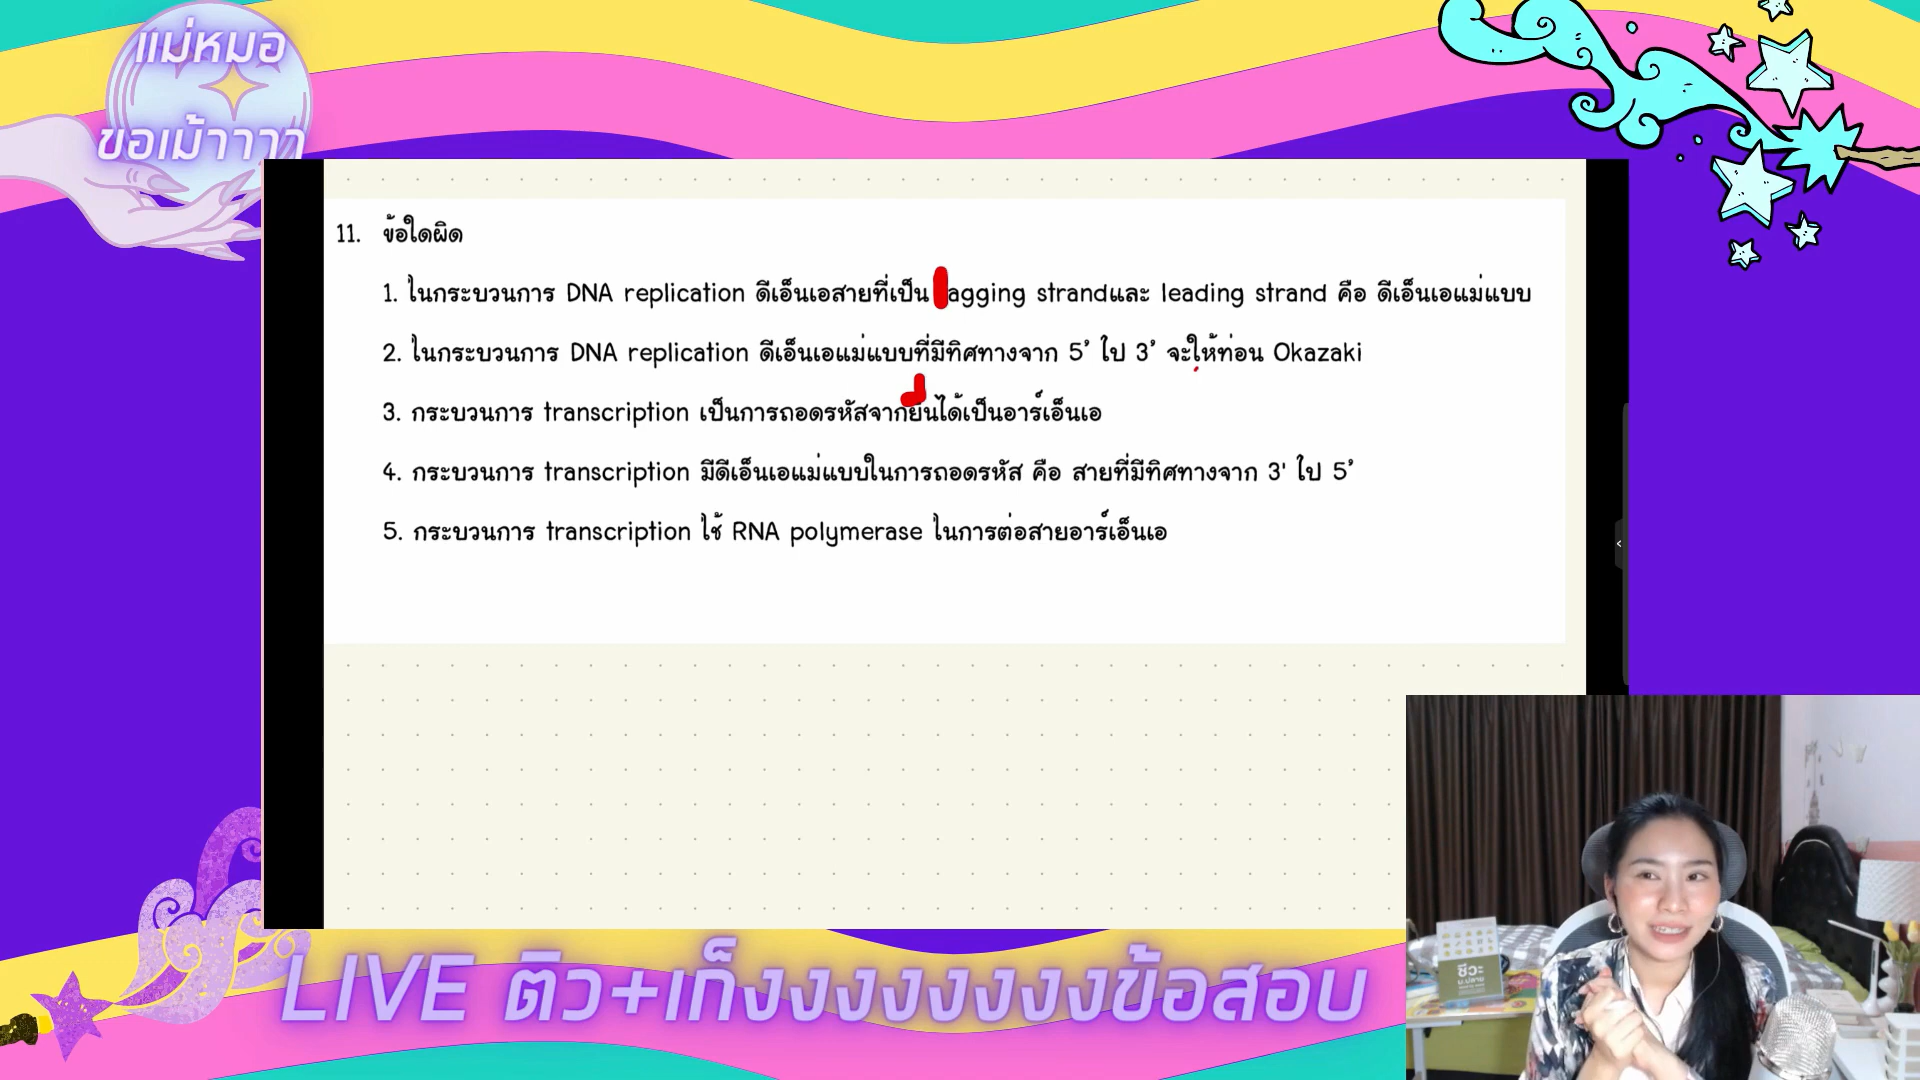 แม่หมอ
ขอเม้าาาา
11. ข้อใดผิด
1. ในกระบวนการ DNA replication ดีเอ็นเอสายที่เป็น agging strandและ leading strand คือ ดีเอ็นเอแม่แบบ
2. ในกระบวนการ DNA replication ดีเอ็นเอแม่แบบที่มีทิศทางจาก 5’ ไป 3’ จะให้ท่อน Okazaki
3. กระบวนการ transcription เป็นการถอดรหัสจากยีนได้เป็นอาร์เอ็นเอ
4. กระบวนการ transcription มีดีเอ็นเอแม่แบบในการถอดรหัส คือ สายที่มีทิศทางจาก 3' ไป 5’
5. กระบวนการ transcription ใช้ RNA polymerase ในการต่อสายอาร์เอ็นเอ
ชีวะ
LIVE ติว+เก็งงงงงงงงงข้อสอบ